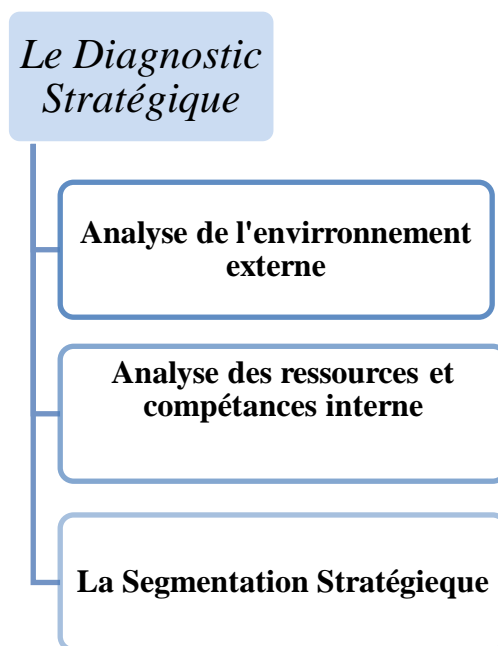 Le Diagnostic
Stratégique
Analyse de l'envirronnement
externe
Analyse des ressources et
compétances interne
La Segmentation Stratégieque